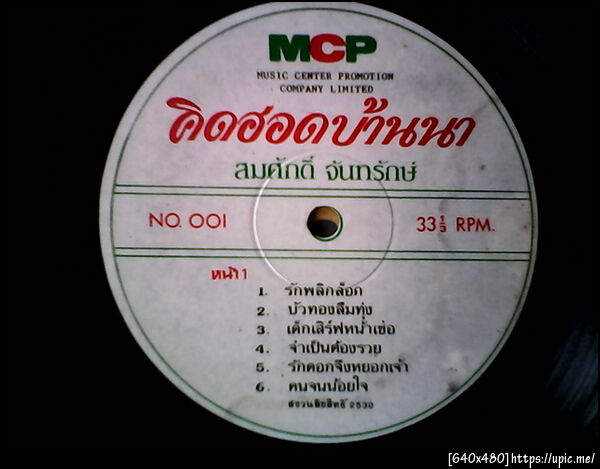 MCP
MUSIC CENTER PROMOTION
COMPANY LIMITED
คิดฮอดบ้านนา
สมศักดิ์ จันทรักษ์
NO. 001
33⅓ RPM.
หน้า 1
1. รักพลิกล็อก
2. บัวทองลืมทุ่ง
3. เด็กเสิร์ฟหน้ำเซ่อ
4. จำเป็นต้องรวย
5. รักดอกจึงหยอกเจ้า
6. คนจนน้อยใจ
สงวนลิขสิทธิ์ 2530
[640x480]https://upic.me/